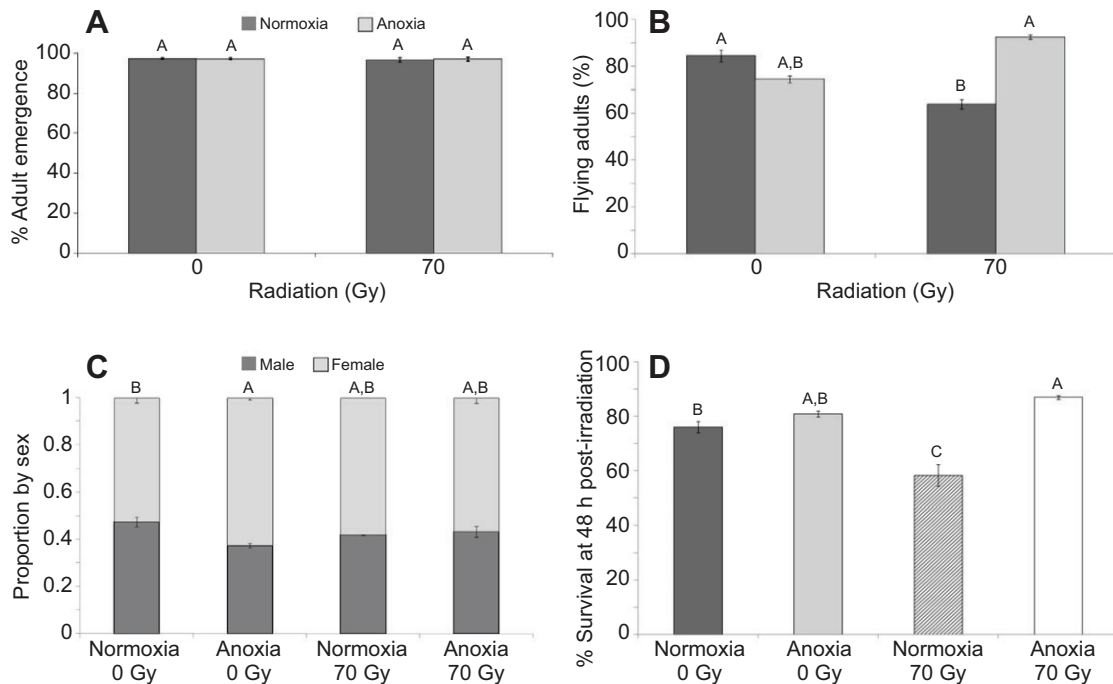 A
Normoxia Anoxia
% Adult emergence
100
80
60
40
20
0
A A A A
0 70
Radiation (Gy)
B
Flying adults (%)
100
80
60
40
20
0
A A,B B A
0 70
Radiation (Gy)
C
Male Female
Proportion by sex
1
0.8
0.6
0.4
0.2
0
B A A,B A,B
Normoxia Anoxia Normoxia Anoxia
0 Gy 0 Gy 70 Gy 70 Gy
D
% Survival at 48 h post-irradiation
100
80
60
40
20
0
B A,B C A
Normoxia Anoxia Normoxia Anoxia
0 Gy 0 Gy 70 Gy 70 Gy